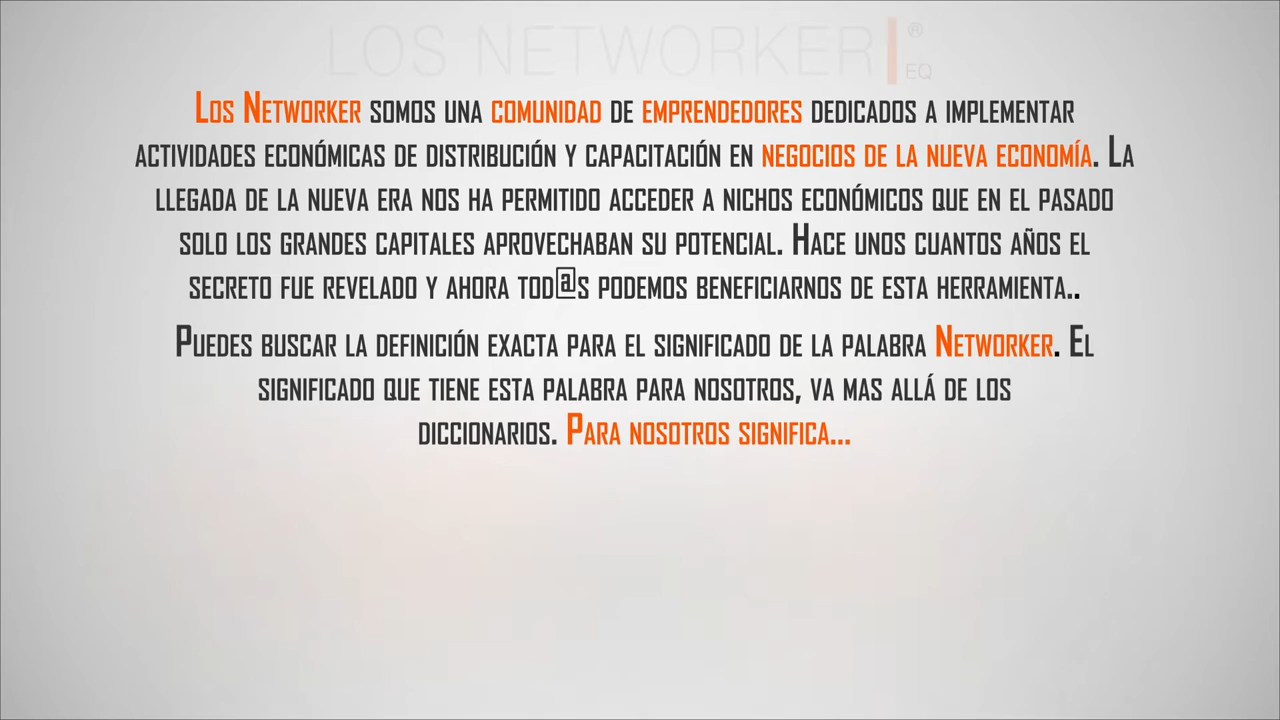 LOS NETWORKER ® EQ
Los Networker somos una comunidad de emprendedores dedicados a implementar
actividades económicas de distribución y capacitación en negocios de la nueva economía. La
llegada de la nueva era nos ha permitido acceder a nichos económicos que en el pasado
solo los grandes capitales aprovechaban su potencial. Hace unos cuantos años el
secreto fue revelado y ahora tod@s podemos beneficiarnos de esta herramienta..
Puedes buscar la definición exacta para el significado de la palabra Networker. El
significado que tiene esta palabra para nosotros, va mas allá de los
diccionarios. Para nosotros significa...